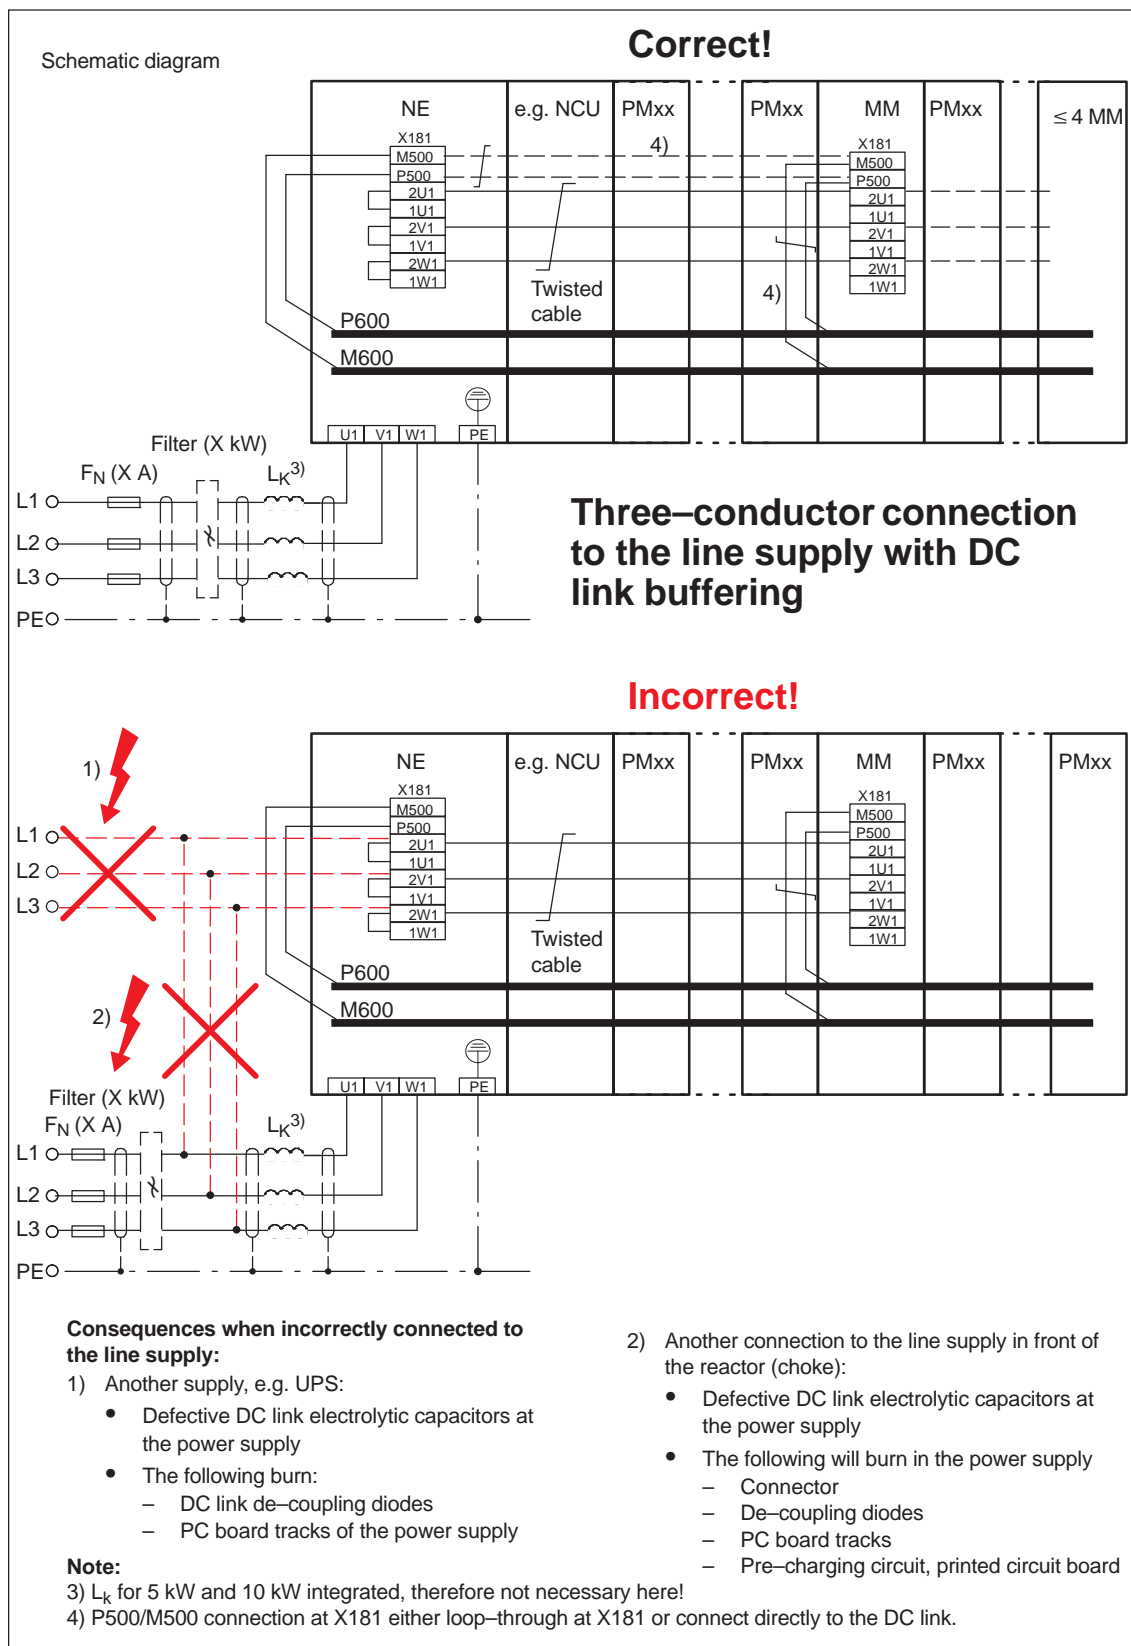 Schematic diagram
Correct!
NE
e.g. NCU
PMxx
PMxx
MM
PMxx
≤ 4 MM
4)
X181
M500
P500
2U1
1U1
2V1
1V1
2W1
1W1
X181
M500
P500
2U1
1U1
2V1
1V1
2W1
1W1
Twisted
cable
4)
P600
M600
U1
V1
W1
PE
Filter (X kW)
FN (X A)
LK3)
L1
L2
L3
PE
Three–conductor connection
to the line supply with DC
link buffering
Incorrect!
NE
e.g. NCU
PMxx
PMxx
MM
PMxx
PMxx
1)
X181
M500
P500
2U1
1U1
2V1
1V1
2W1
1W1
X181
M500
P500
2U1
1U1
2V1
1V1
2W1
1W1
L1
L2
L3
Twisted
cable
P600
M600
2)
U1
V1
W1
PE
Filter (X kW)
FN (X A)
LK3)
L1
L2
L3
PE
Consequences when incorrectly connected to
the line supply:
1) Another supply, e.g. UPS:
• Defective DC link electrolytic capacitors at
the power supply
• The following burn:
– DC link de–coupling diodes
– PC board tracks of the power supply
2) Another connection to the line supply in front of
the reactor (choke):
• Defective DC link electrolytic capacitors at
the power supply
• The following will burn in the power supply
– Connector
– De–coupling diodes
– PC board tracks
– Pre–charging circuit, printed circuit board
Note:
3) Lk for 5 kW and 10 kW integrated, therefore not necessary here!
4) P500/M500 connection at X181 either loop–through at X181 or connect directly to the DC link.